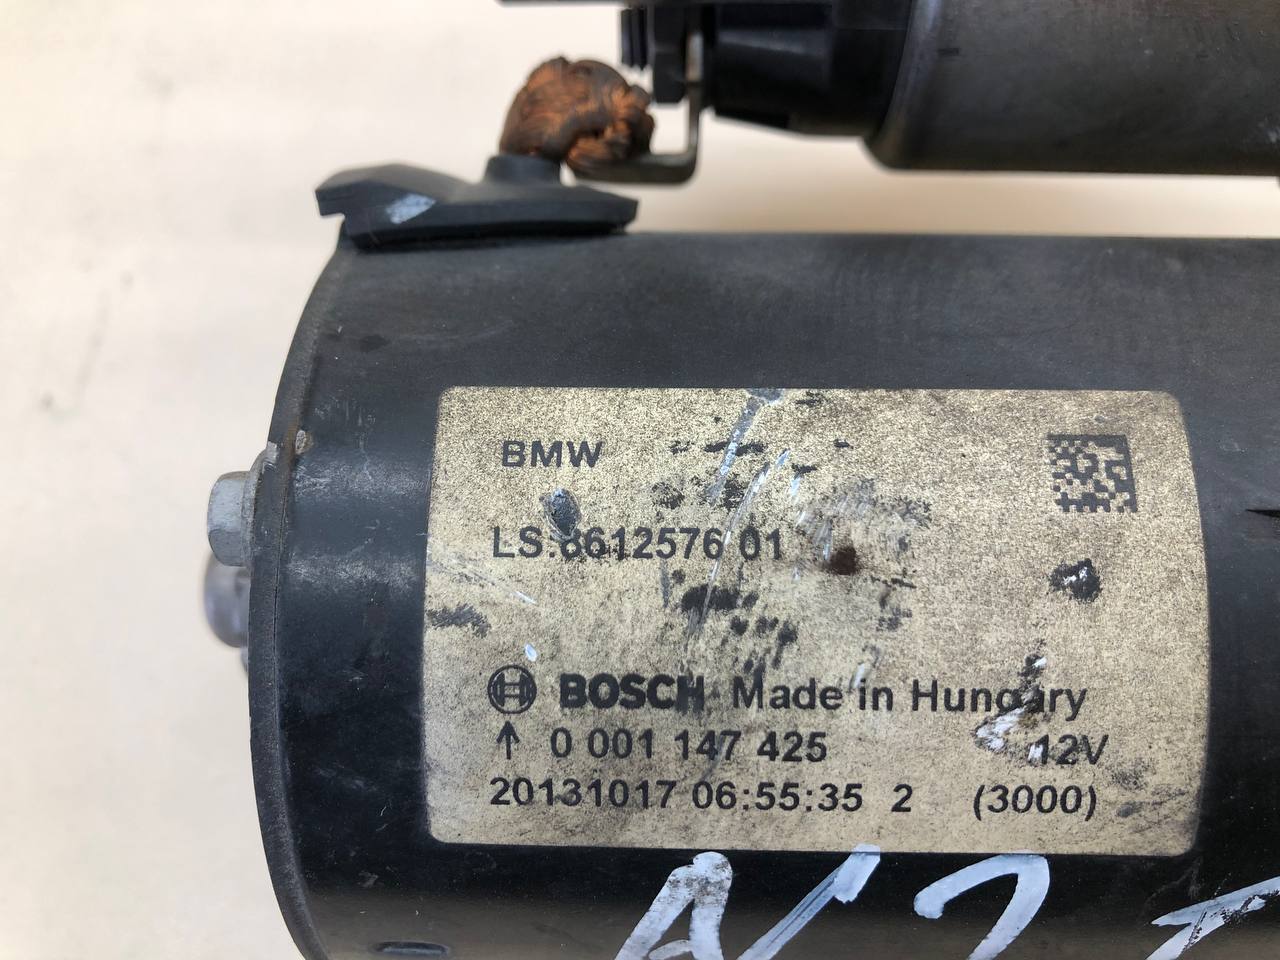 BMW
LS:8612576 01
BOSCH Made in Hungary
↑ 0 001 147 425 12V
20131017 06:55:35 2 (3000)